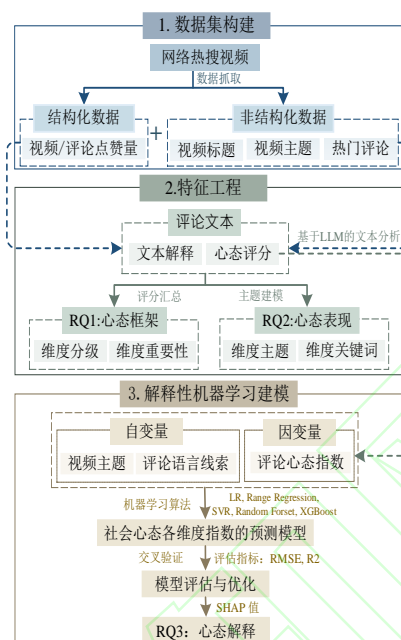 1. 数据集构建
网络热搜视频
数据抓取
结构化数据
非结构化数据
视频/评论点赞量
+
视频标题 视频主题 热门评论
2.特征工程
评论文本
基于LLM的文本分析
文本解释 心态评分
评分汇总 主题建模
RQ1:心态框架
RQ2:心态表现
维度分级 维度重要性
维度主题 维度关键词
3. 解释性机器学习建模
自变量
因变量
视频主题 评论语言线索
评论心态指数
机器学习算法
LR, Range Regression,
SVR, Random Forset, XGBoost
社会心态各维度指数的预测模型
交叉验证 评估指标: RMSE, R2
模型评估与优化
SHAP 值
RQ3: 心态解释